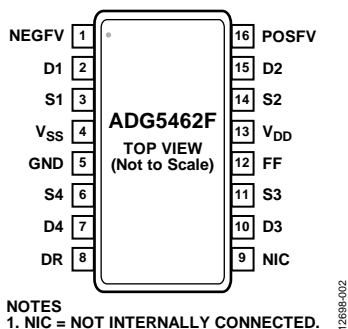 NEGFV 1 16 POSFV
D1 2 15 D2
S1 3 14 S2
VSS 4 ADG5462F 13 VDD
TOP VIEW
GND 5 (Not to Scale) 12 FF
S4 6 11 S3
D4 7 10 D3
DR 8 9 NIC
NOTES
1. NIC = NOT INTERNALLY CONNECTED.
12698-002